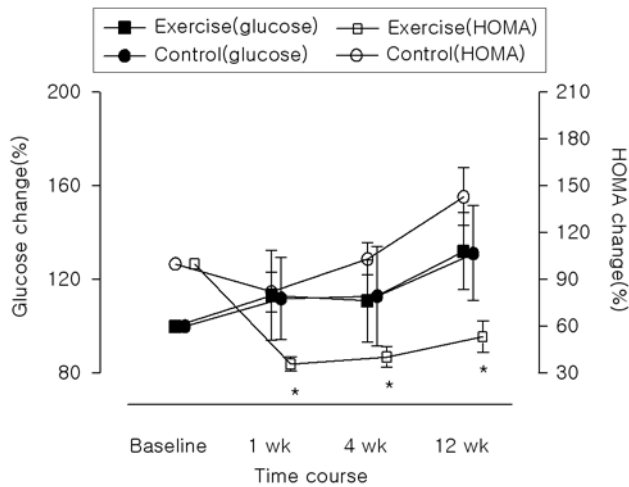 Exercise(glucose) Exercise(HOMA)
Control(glucose) Control(HOMA)
200 210
180
160 150
120
120 90
60
80 30
Glucose change(%)
HOMA change(%)
* * *
Baseline 1 wk 4 wk 12 wk
Time course